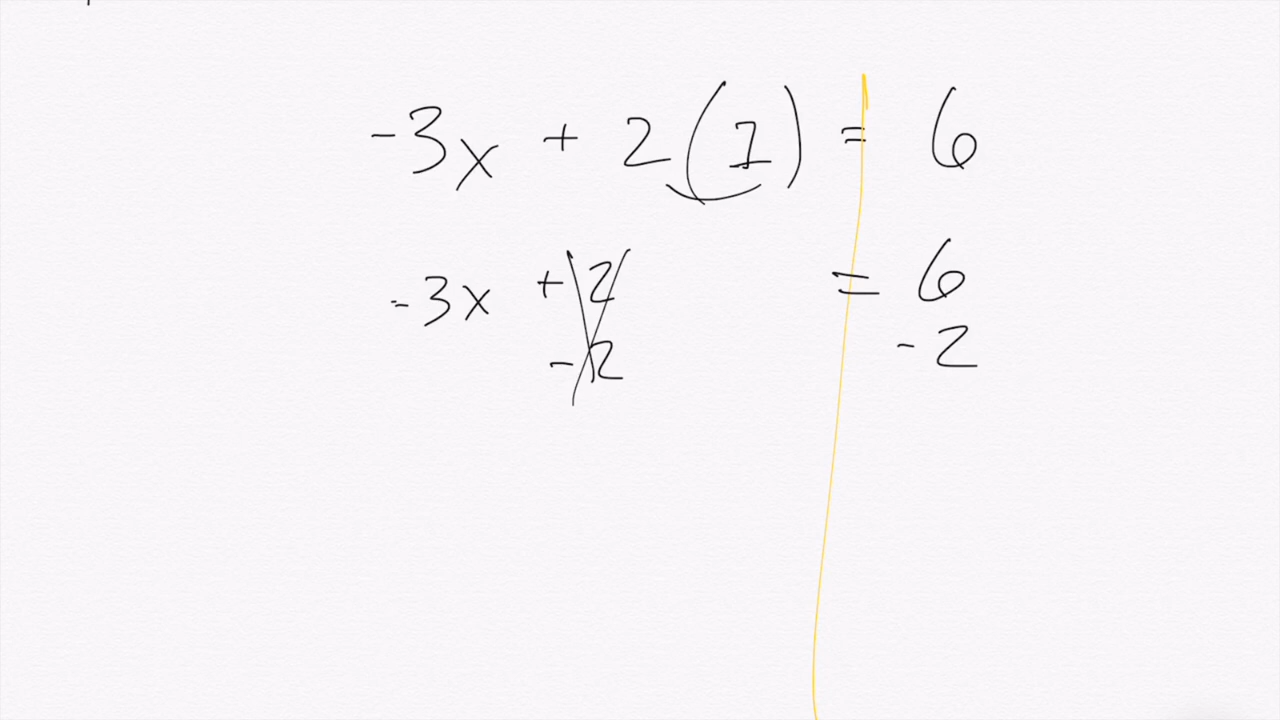 -3x + 2(1) = 6
-3x + 2 = 6
-2 -2